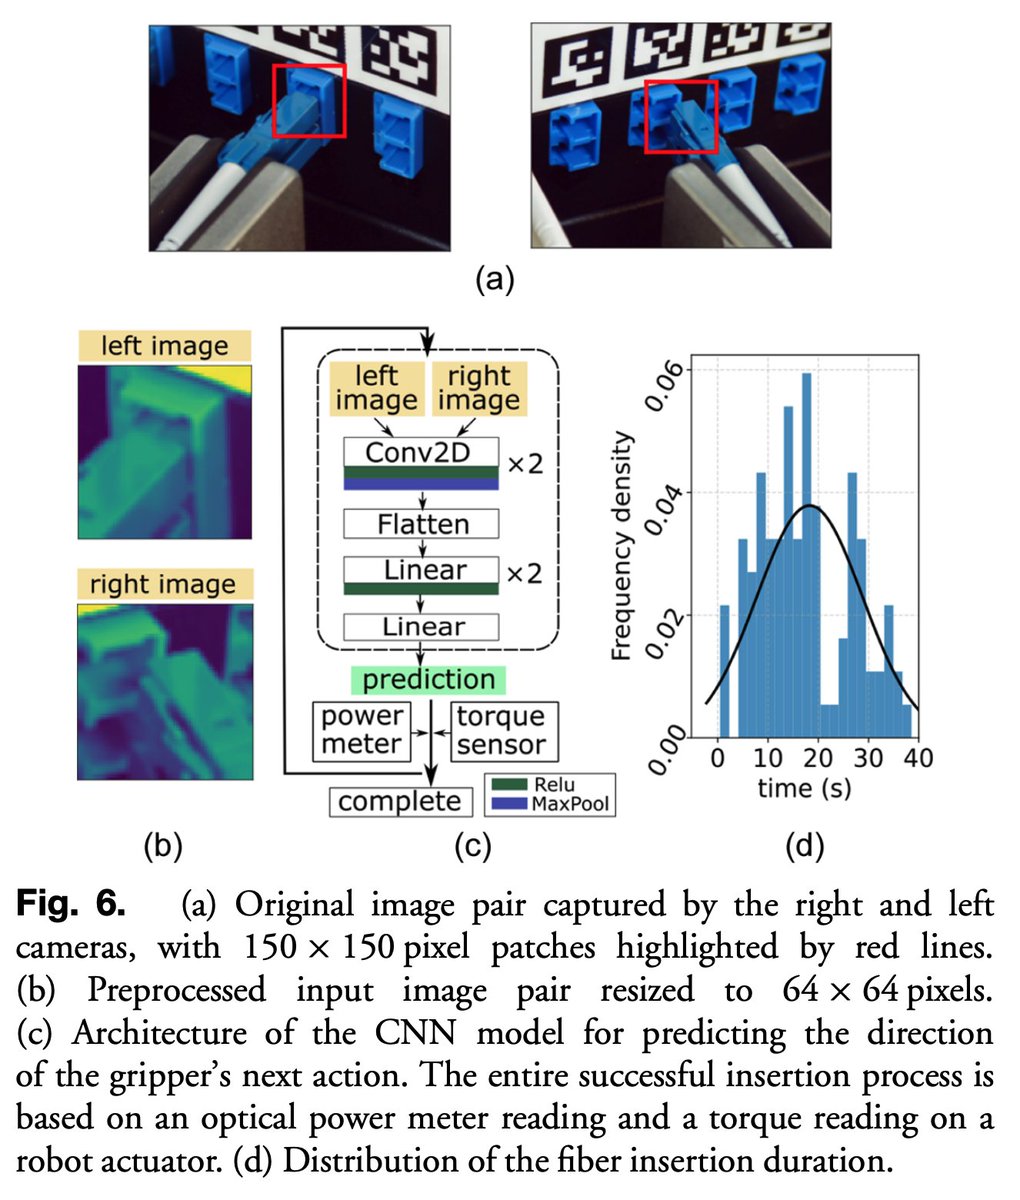 (a)
left image
right image
(b)
left
image
right
image
Conv2D
×2
Flatten
Linear
×2
Linear
prediction
power
meter
torque
sensor
complete
Relu
MaxPool
(c)
Frequency density
0.06
0.04
0.02
0.00
0 10 20 30 40
time (s)
(d)
Fig. 6. (a) Original image pair captured by the right and left
cameras, with 150 × 150 pixel patches highlighted by red lines.
(b) Preprocessed input image pair resized to 64 × 64 pixels.
(c) Architecture of the CNN model for predicting the direction
of the gripper’s next action. The entire successful insertion process is
based on an optical power meter reading and a torque reading on a
robot actuator. (d) Distribution of the fiber insertion duration.